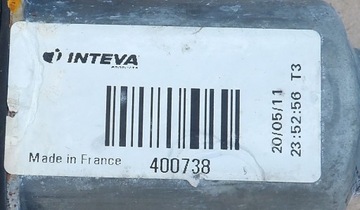 INTEVA
Made in France
400738
20/05/11
23:52:56 T3